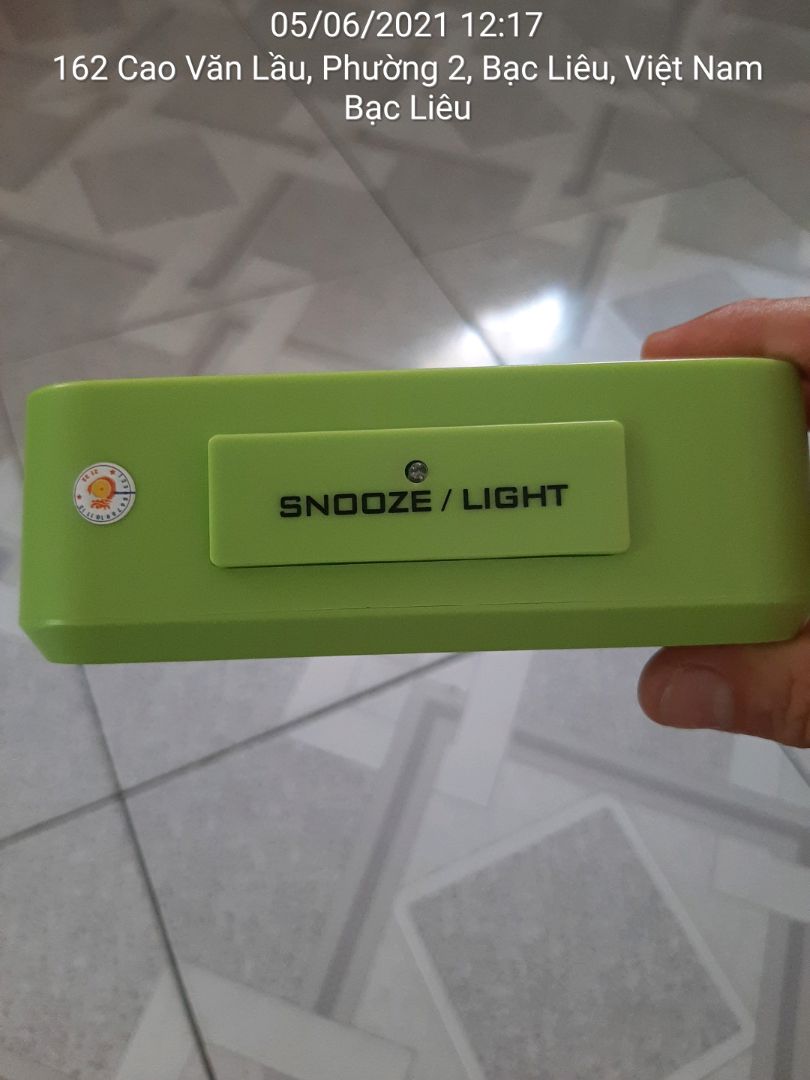 05/06/2021 12:17
162 Cao Văn Lầu, Phường 2, Bạc Liêu, Việt Nam
Bạc Liêu
SNOOZE / LIGHT